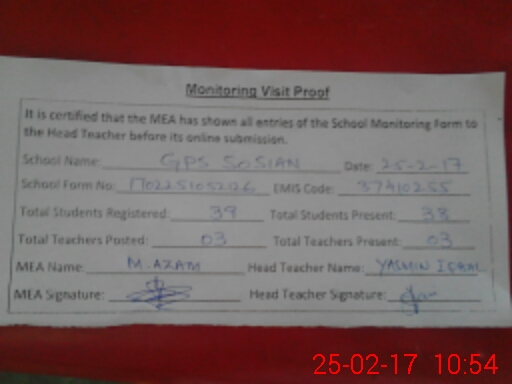 Monitoring Visit Proof
It is certified that the MEA has shown all entries of the School Monitoring Form to
the Head Teacher before its online submission.
School Name: GPS SOSIAN Date: 25-2-17
School Form No: EMIS Code: 37410255
Total Students Registered: 39 Total Students Present: 38
Total Teachers Posted: 03 Total Teachers Present: 03
MEA Name: M.AZAM Head Teacher Name: YASMIN IQBAL
MEA Signature: Head Teacher Signature:
25-02-17 10:54